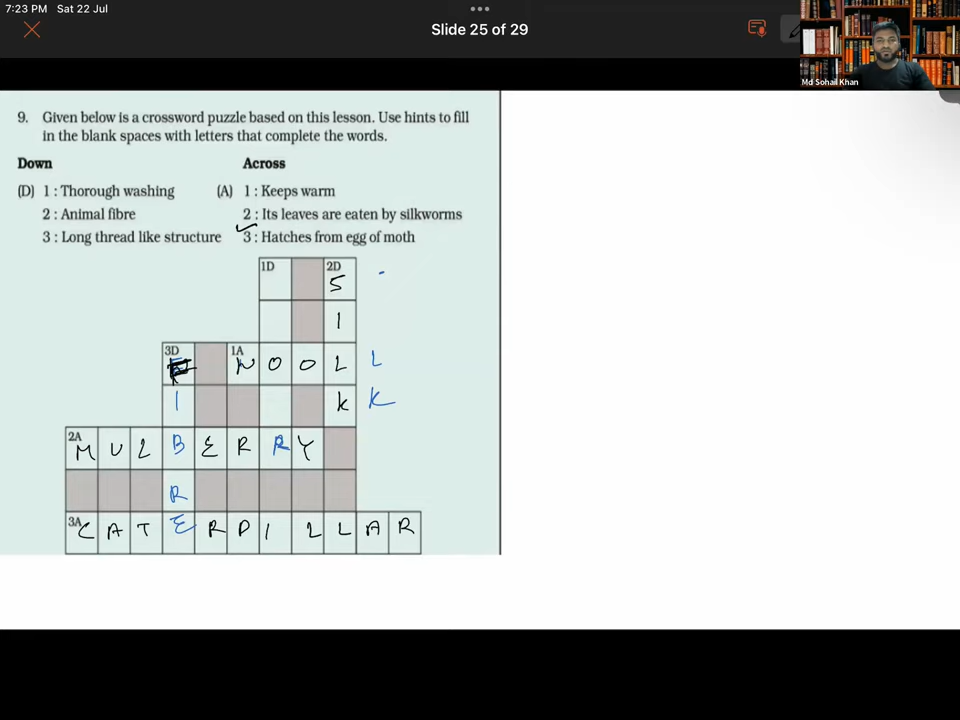 7:23 PM Sat 22 Jul
Slide 25 of 29
Md Sohail Khan
9. Given below is a crossword puzzle based on this lesson. Use hints to fill
in the blank spaces with letters that complete the words.
Down Across
(D) 1 : Thorough washing (A) 1 : Keeps warm
2 : Animal fibre 2 : Its leaves are eaten by silkworms
3 : Long thread like structure 3 : Hatches from egg of moth
1D 2D
S
I
3D 1A
F W O O L L
I K K
2A
M U L B E R R Y
R
3A
C A T E R P I L L A R